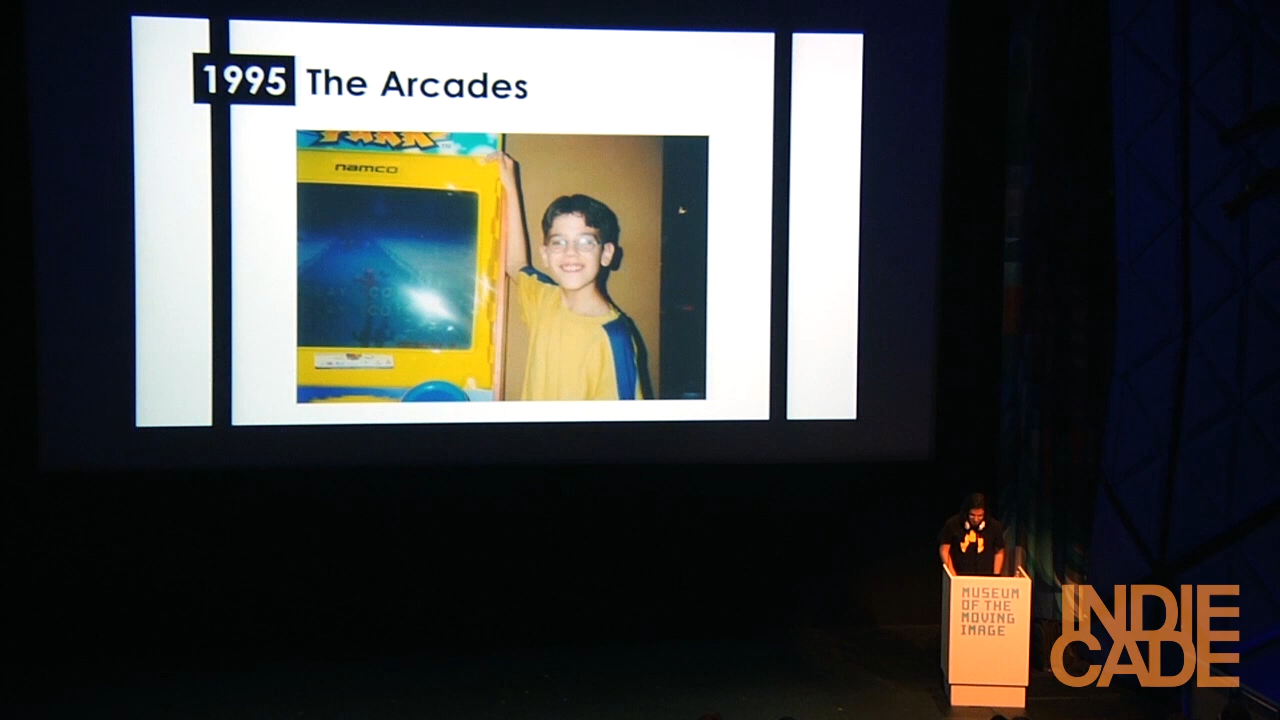 1995 The Arcades
namco
MUSEUM
OF THE
MOVING
IMAGE
INDIE
CADE